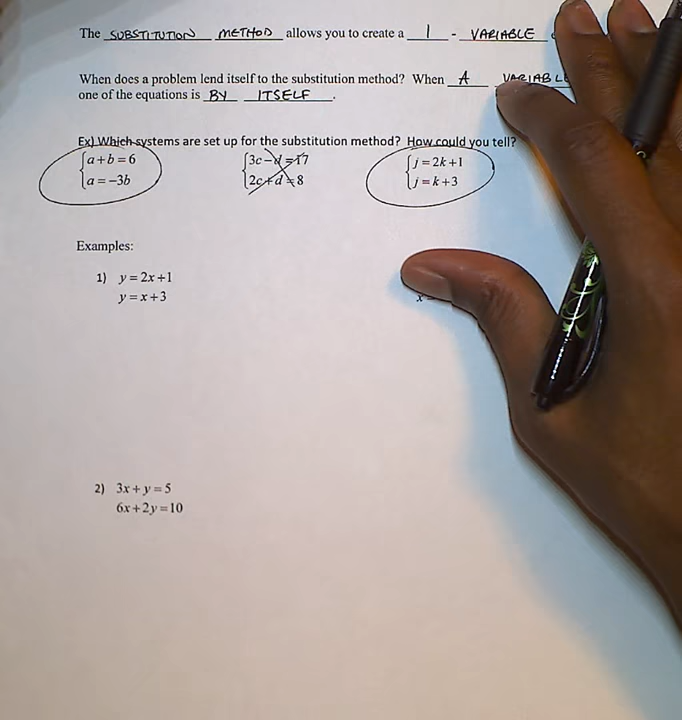 The SUBSTITUTION METHOD allows you to create a 1 - VARIABLE
When does a problem lend itself to the substitution method? When A
one of the equations is BY ITSELF.
Ex) Which systems are set up for the substitution method? How could you tell?
a+b=6 3c-d=17 j=2k+1
a=-3b 2c+d=8 j=k+3
Examples:
1) y=2x+1
y=x+3
2) 3x+y=5
6x+2y=10